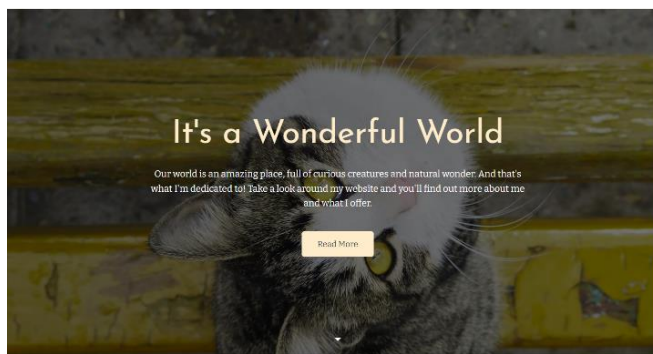 It's a Wonderful World
Our world is an amazing place, full of curious creatures and natural wonder. And that's
what I'm dedicated to! Take a look around my website and you'll find out more about me
and what I offer.
Read More